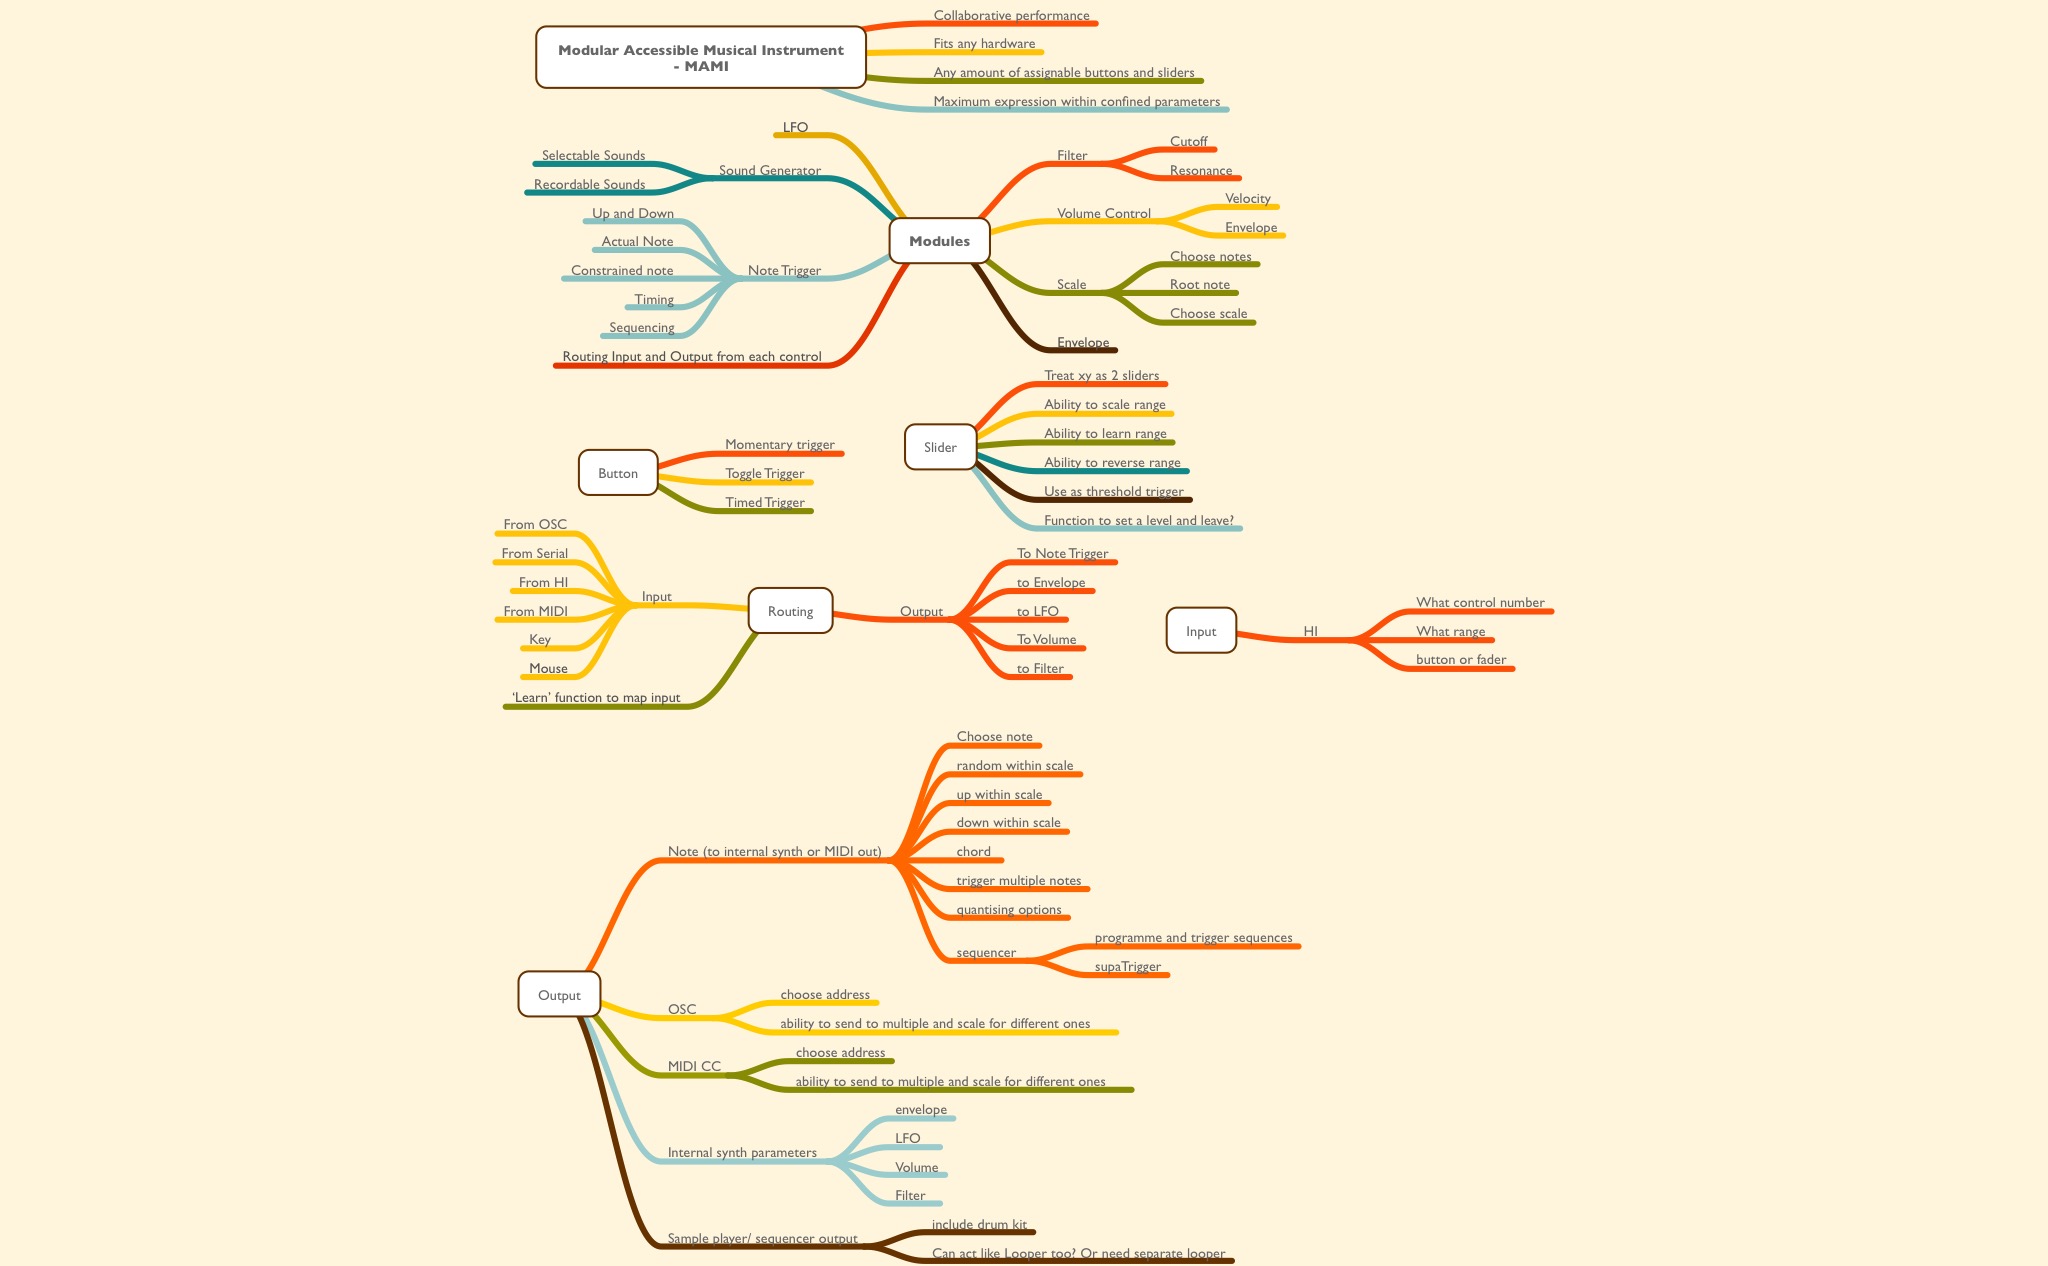 Modular Accessible Musical Instrument
- MAMI
Collaborative performance
Fits any hardware
Any amount of assignable buttons and sliders
Maximum expression within confined parameters
Modules
LFO
Sound Generator
Selectable Sounds
Recordable Sounds
Note Trigger
Up and Down
Actual Note
Constrained note
Timing
Sequencing
Routing Input and Output from each control
Filter
Cutoff
Resonance
Volume Control
Velocity
Envelope
Scale
Choose notes
Root note
Choose scale
Envelope
Button
Momentary trigger
Toggle Trigger
Timed Trigger
Slider
Treat xy as 2 sliders
Ability to scale range
Ability to learn range
Ability to reverse range
Use as threshold trigger
Function to set a level and leave?
Routing
Input
From OSC
From Serial
From HI
From MIDI
Key
Mouse
‘Learn’ function to map input
Output
To Note Trigger
to Envelope
to LFO
To Volume
to Filter
Input
HI
What control number
What range
button or fader
Output
Note (to internal synth or MIDI out)
Choose note
random within scale
up within scale
down within scale
chord
trigger multiple notes
quantising options
sequencer
programme and trigger sequences
supaTrigger
OSC
choose address
ability to send to multiple and scale for different ones
MIDI CC
choose address
ability to send to multiple and scale for different ones
Internal synth parameters
envelope
LFO
Volume
Filter
Sample player/ sequencer output
include drum kit
Can act like Looper too? Or need separate looper